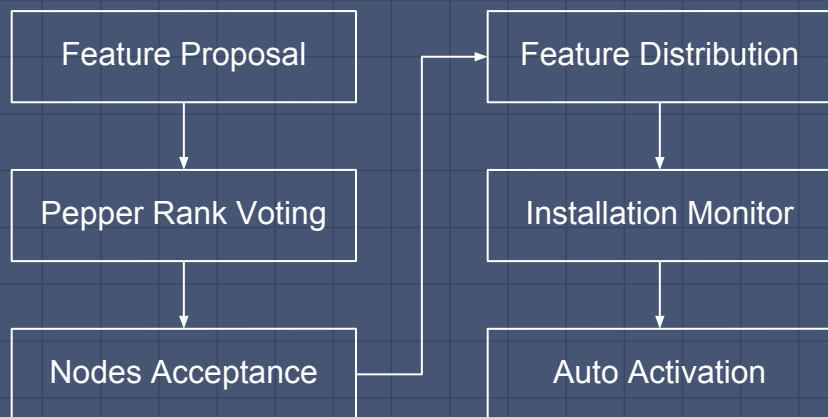 Feature Proposal
Pepper Rank Voting
Nodes Acceptance
Feature Distribution
Installation Monitor
Auto Activation